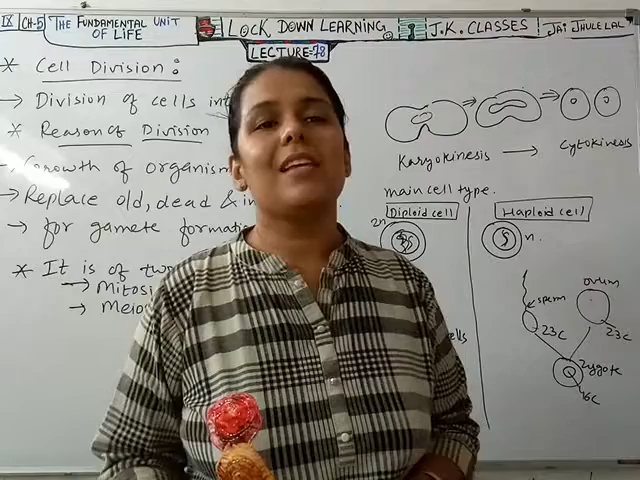 IX CH-5 THE FUNDAMENTAL UNIT OF LIFE
LOCK DOWN LEARNING
J.K. CLASSES
JAI JHULELAL
LECTURE-78
* Cell Division:
→ Division of cells int
* Reason of Division
→ Growth of organism
→ Replace old, dead & in
→ for gamete formati
* It is of tw
→ Mitosi
→ Meio
Karyokinesis → Cytokinesis
main cell type.
Diploid cell
2n
ells
Haploid cell
n.
sperm
ovum
23c
23c
zygote
46c